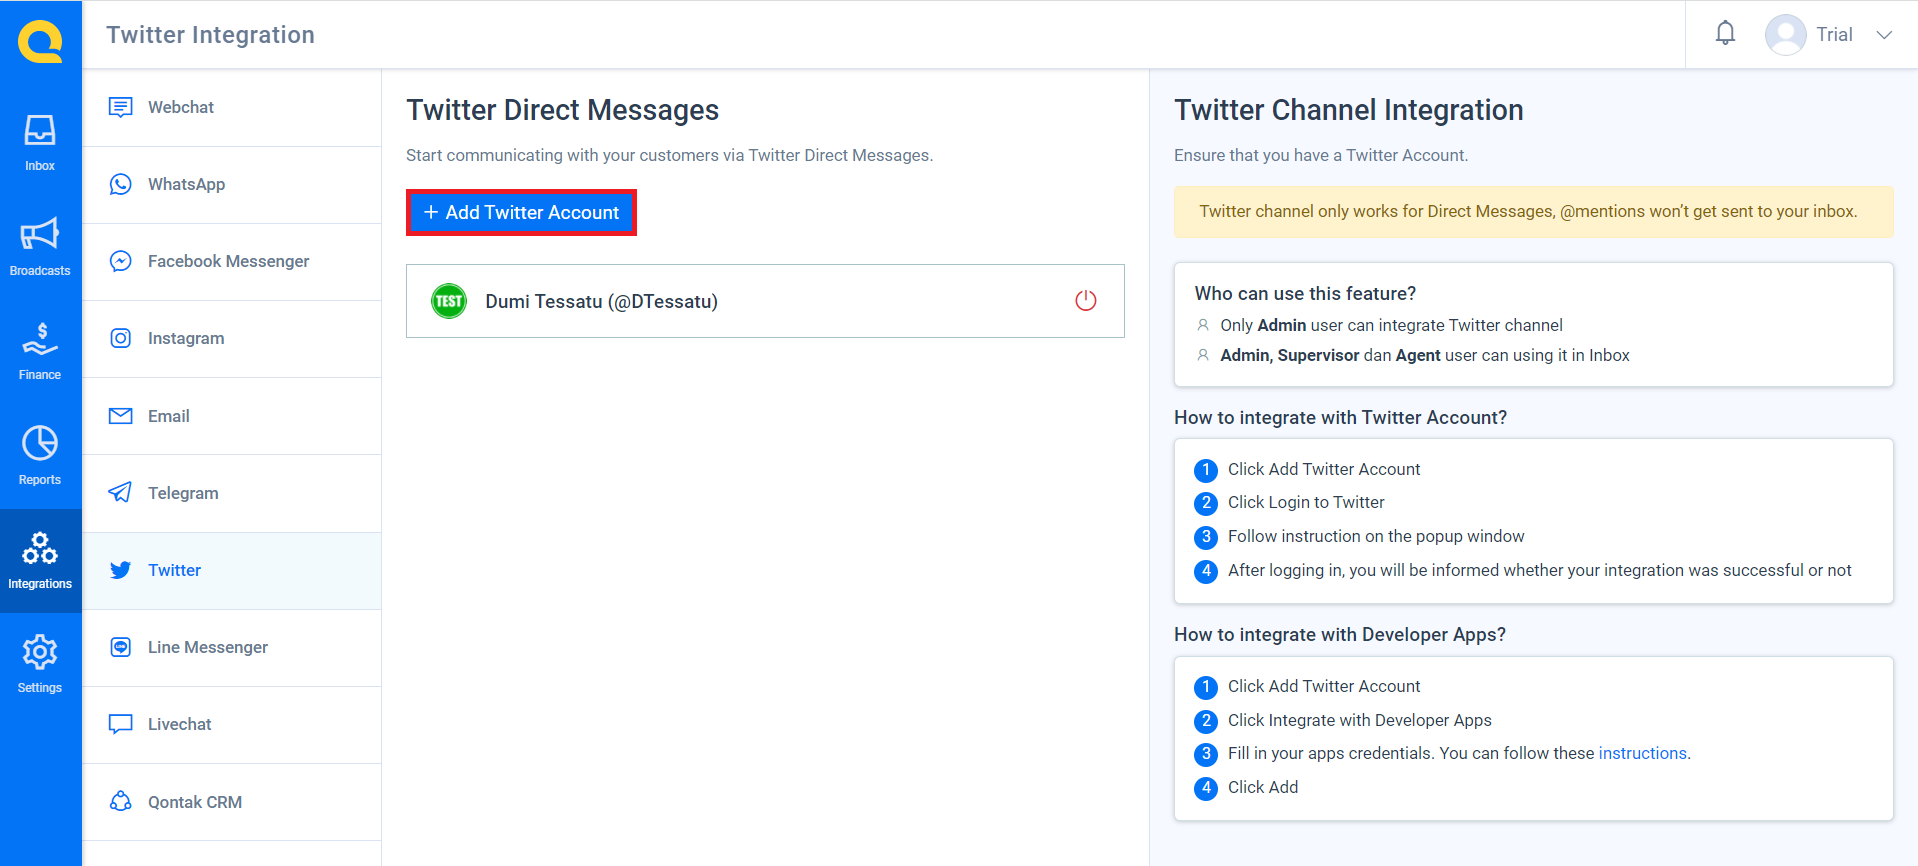 Twitter Integration
Trial
Inbox
Broadcasts
Finance
Reports
Integrations
Settings
Webchat
WhatsApp
Facebook Messenger
Instagram
Email
Telegram
Twitter
Line Messenger
Livechat
Qontak CRM
Twitter Direct Messages
Start communicating with your customers via Twitter Direct Messages.
+ Add Twitter Account
TEST
Dumi Tessatu (@DTessatu)
Twitter Channel Integration
Ensure that you have a Twitter Account.
Twitter channel only works for Direct Messages, @mentions won’t get sent to your inbox.
Who can use this feature?
Only Admin user can integrate Twitter channel
Admin, Supervisor dan Agent user can using it in Inbox
How to integrate with Twitter Account?
1 Click Add Twitter Account
2 Click Login to Twitter
3 Follow instruction on the popup window
4 After logging in, you will be informed whether your integration was successful or not
How to integrate with Developer Apps?
1 Click Add Twitter Account
2 Click Integrate with Developer Apps
3 Fill in your apps credentials. You can follow these instructions.
4 Click Add